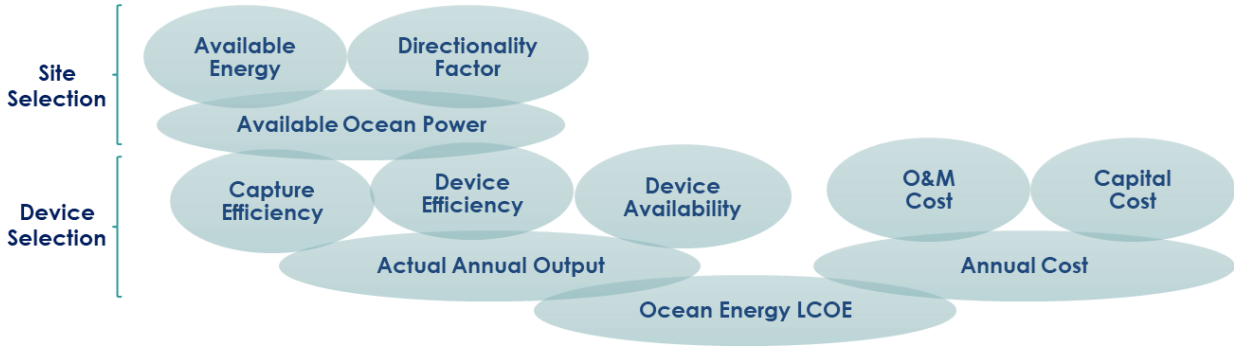 Site
Selection
Available
Energy
Directionality
Factor
Available Ocean Power
Device
Selection
Capture
Efficiency
Device
Efficiency
Device
Availability
O&M
Cost
Capital
Cost
Actual Annual Output
Annual Cost
Ocean Energy LCOE